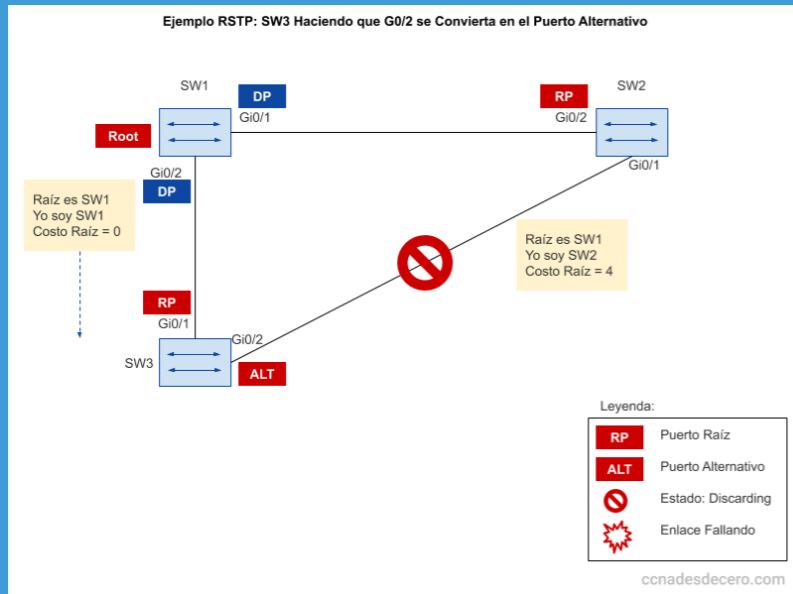 Ejemplo RSTP: SW3 Haciendo que G0/2 se Convierta en el Puerto Alternativo
SW1
DP
Gi0/1
RP
SW2
Gi0/2
Root
Gi0/1
Gi0/2
DP
Raíz es SW1
Yo soy SW1
Costo Raíz = 0
Raíz es SW1
Yo soy SW2
Costo Raíz = 4
RP
Gi0/1
Gi0/2
SW3
ALT
Leyenda:
RP Puerto Raíz
ALT Puerto Alternativo
Estado: Discarding
Enlace Fallando
ccnadesdecero.com